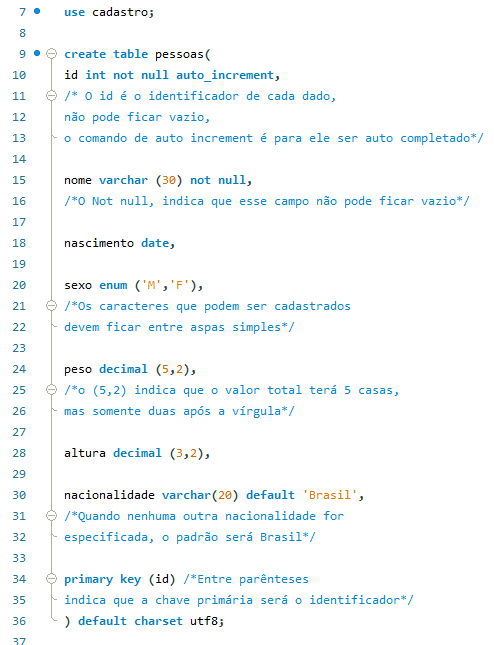 7 use cadastro;
8
9 create table pessoas(
10 id int not null auto_increment,
11 /* O id é o identificador de cada dado,
12 não pode ficar vazio,
13 o comando de auto increment é para ele ser auto completado*/
14
15 nome varchar (30) not null,
16 /*O Not null, indica que esse campo não pode ficar vazio*/
17
18 nascimento date,
19
20 sexo enum ('M','F'),
21 /*Os caracteres que podem ser cadastrados
22 devem ficar entre aspas simples*/
23
24 peso decimal (5,2),
25 /*o (5,2) indica que o valor total terá 5 casas,
26 mas somente duas após a vírgula*/
27
28 altura decimal (3,2),
29
30 nacionalidade varchar(20) default 'Brasil',
31 /*Quando nenhuma outra nacionalidade for
32 especificada, o padrão será Brasil*/
33
34 primary key (id) /*Entre parênteses
35 indica que a chave primária será o identificador*/
36 ) default charset utf8;
37